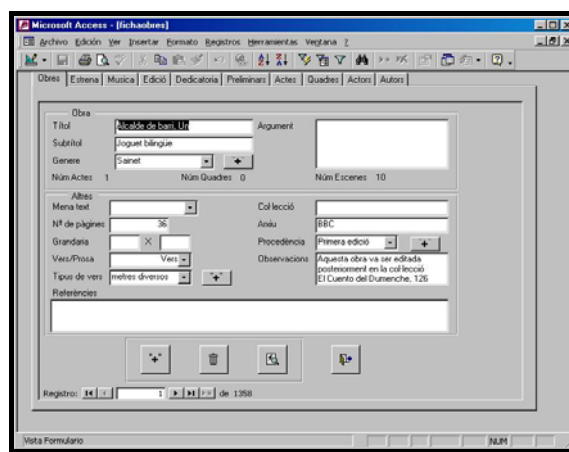 Microsoft Access - [fichaobres]
Archivo Edición Ver Insertar Formato Registros Herramientas Ventana ?
Obres Estrena Musica Edició Dedicatoria Preliminars Actes Quadres Actors Autors
Obra
Títol Alcalde de barri, Un Argument
Subtítol Joguet bilingüe
Genere Sainet "+"
Núm Actes 1 Núm Quadres 0 Núm Escenes 10
Altres
Mena text Col·lecció
Nº de pàgines 36 Arxiu BBC
Grandaria X Procedència Primera edició "+"
Vers/Prosa Vers Observacions Aquesta obra va ser editada
posteriorment en la col·lecció
Tipus de vers metres diversos "+" El Cuento del Dumenche, 126
Referències
"+"
Registro: 1 de 1358
Vista Formulario NUM